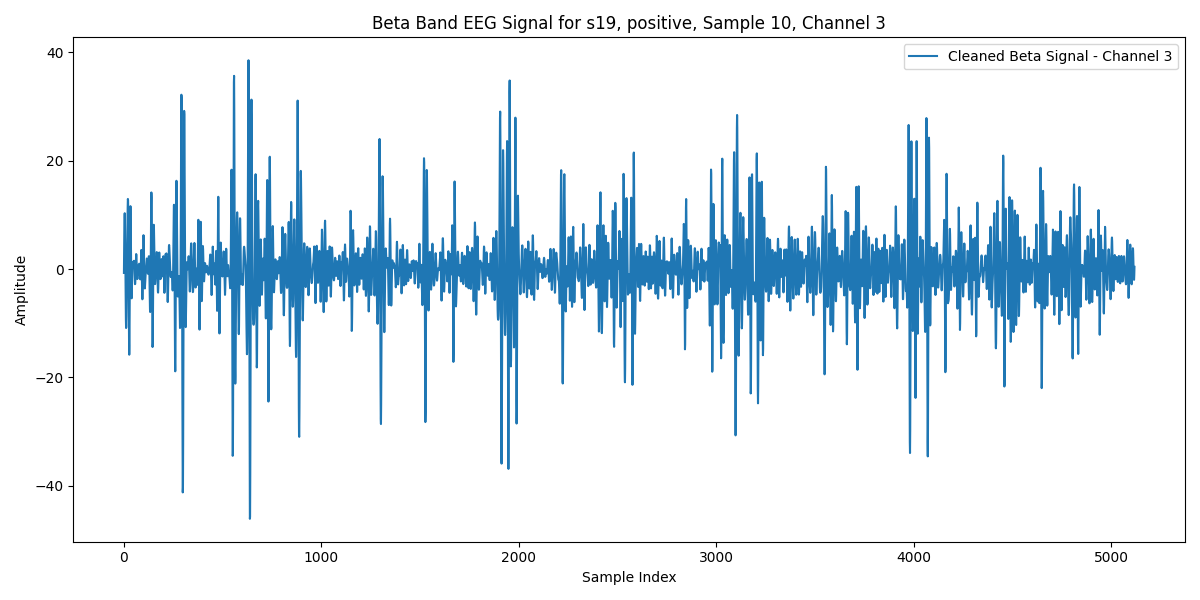 Beta Band EEG Signal for s19, positive, Sample 10, Channel 3
Cleaned Beta Signal - Channel 3
40
20
0
−20
−40
Amplitude
0 1000 2000 3000 4000 5000
Sample Index